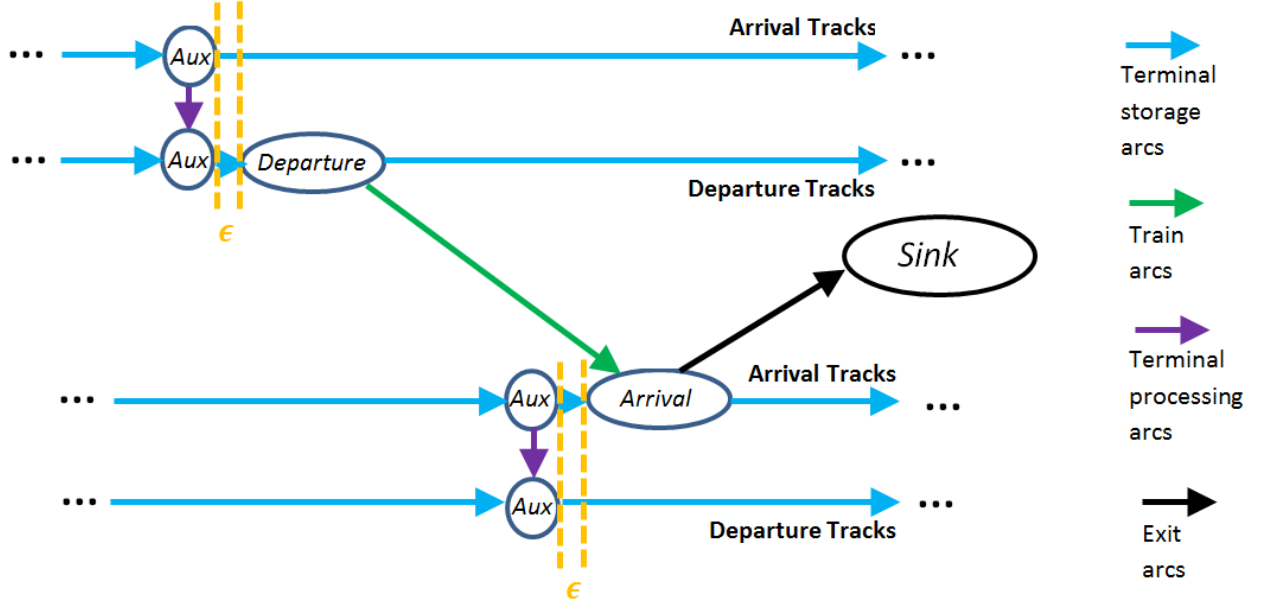 Arrival Tracks
... Aux ...
... Aux Departure ...
Departure Tracks
ϵ
Sink
Arrival Tracks
... Aux Arrival ...
... Aux ...
Departure Tracks
ϵ
Terminal
storage
arcs
Train
arcs
Terminal
processing
arcs
Exit
arcs